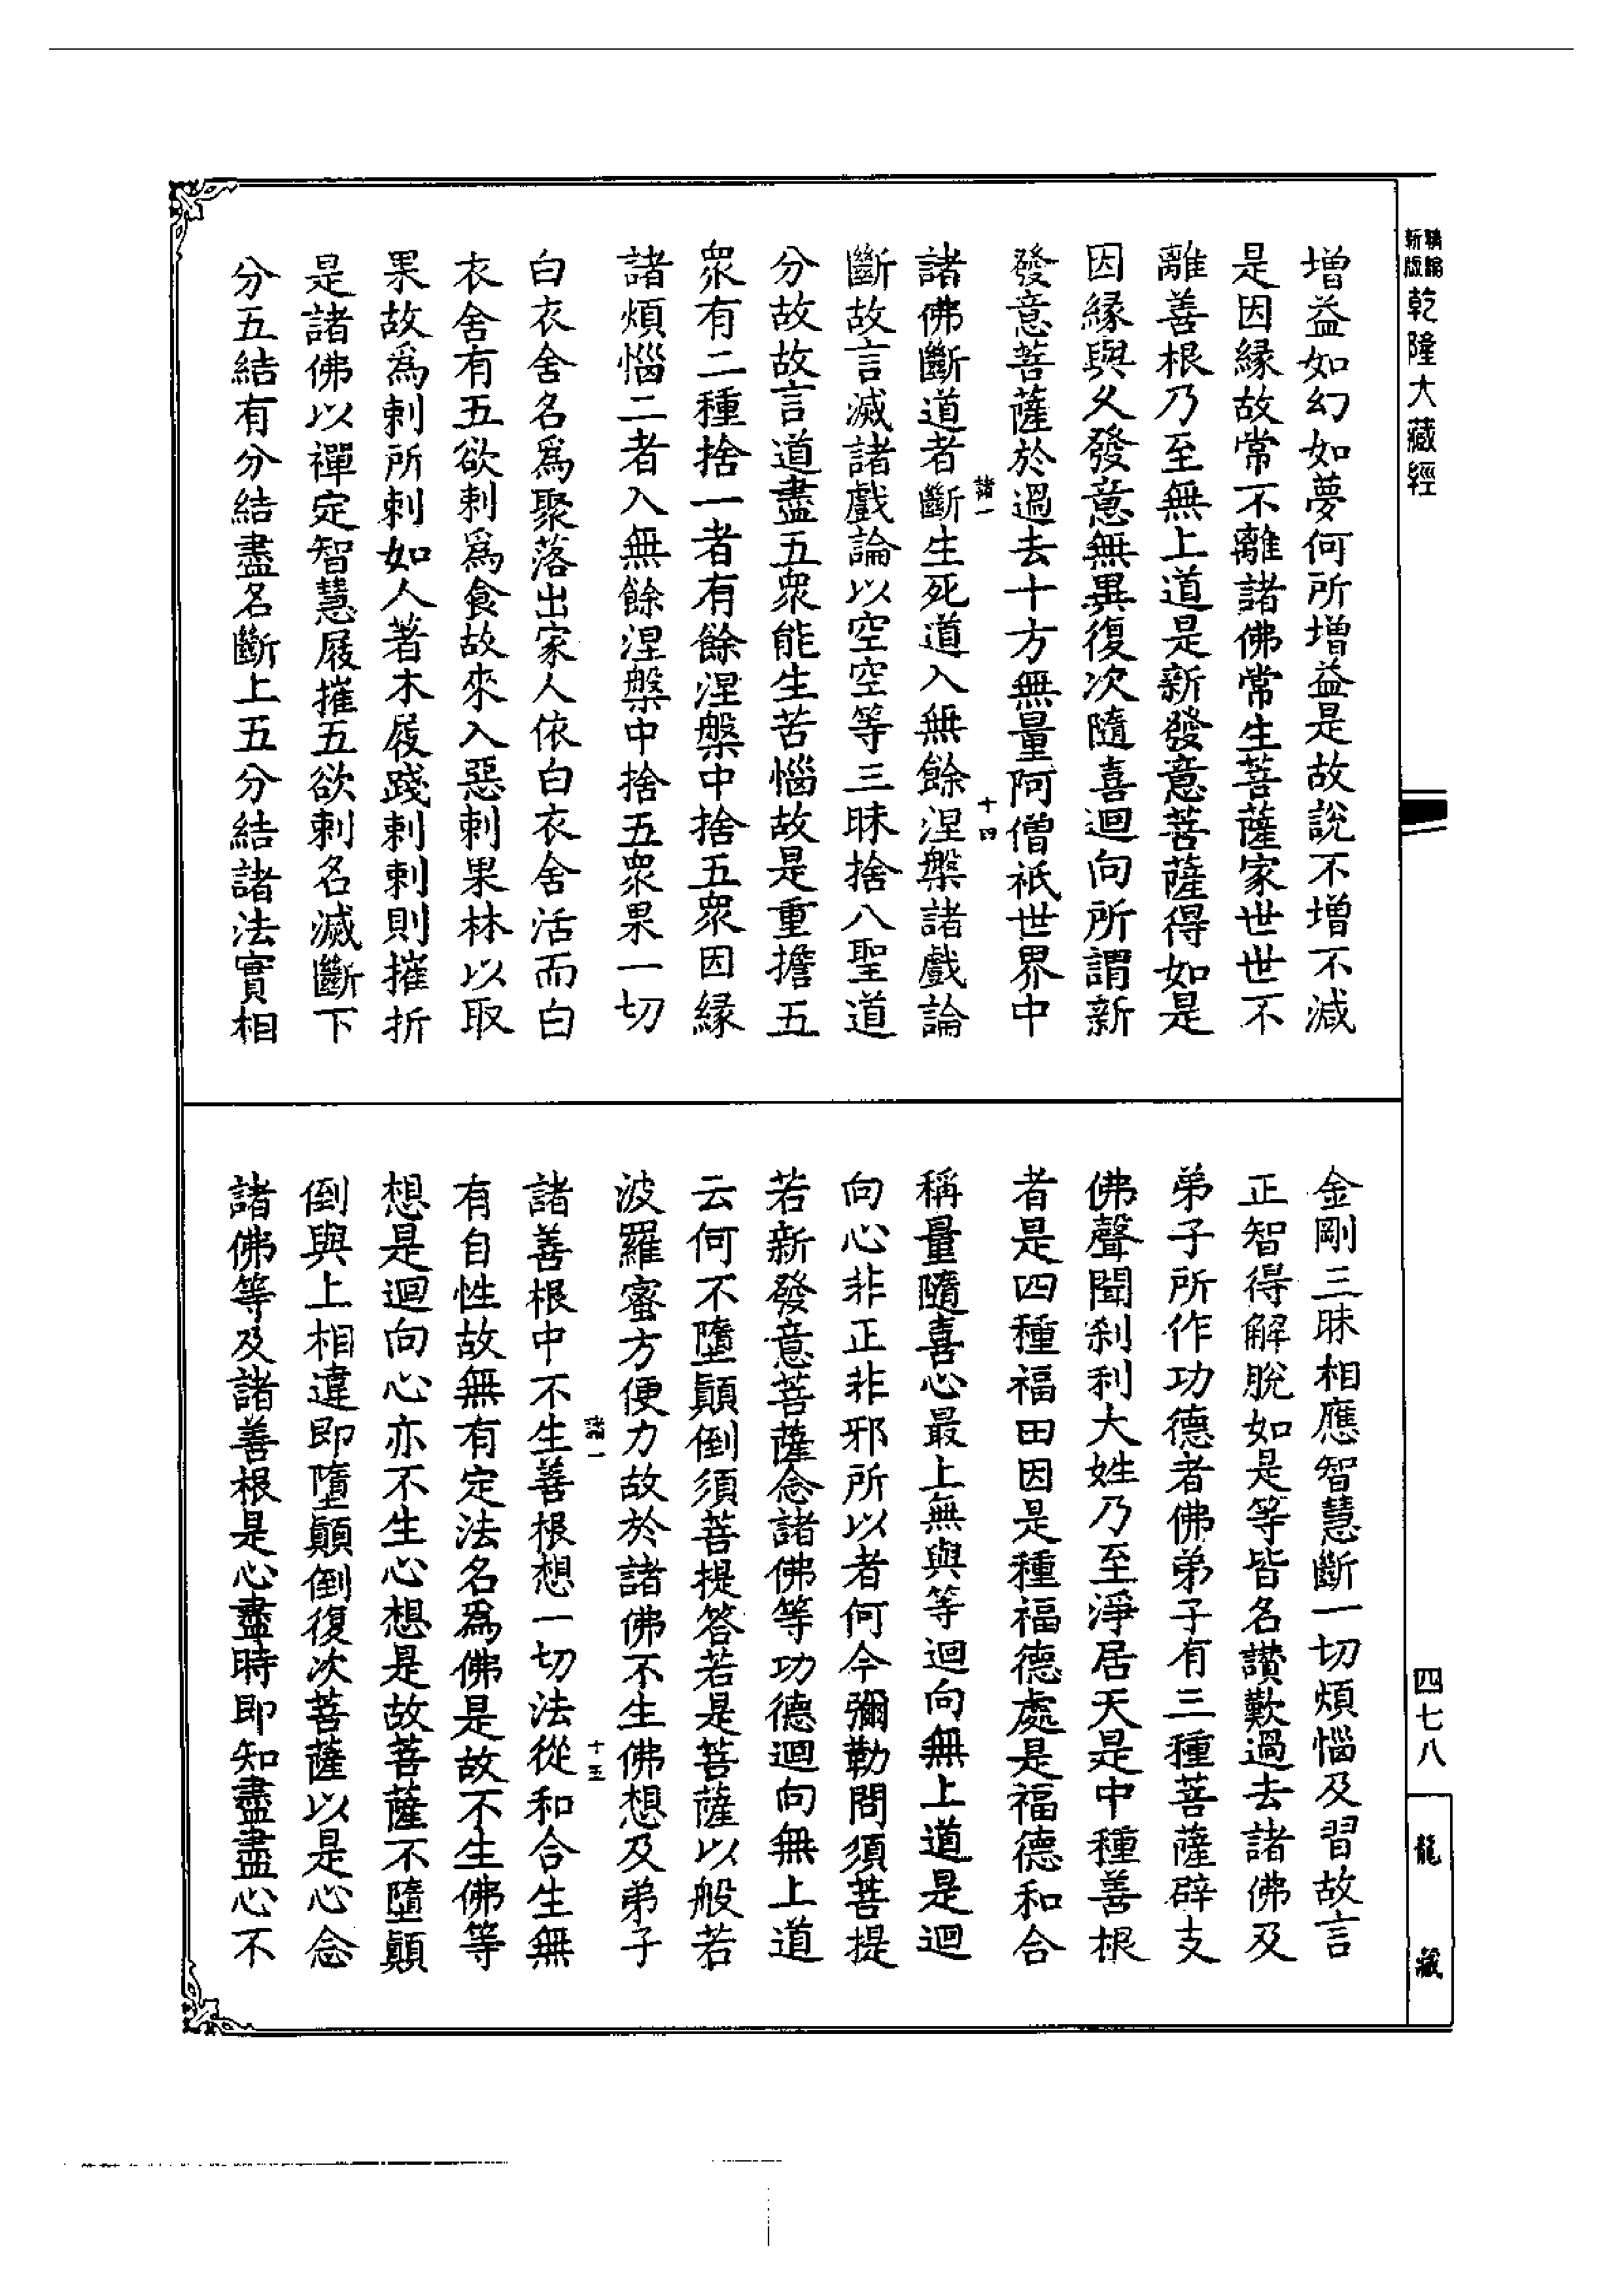 新版精編乾隆大藏經
增益如幻如夢何所增益是故說不增不減
是因緣故常不離諸佛常生菩薩家世世不
離善根乃至無上道是新發意菩薩得如是
因緣與久發意無異復次隨喜迴向所謂新
發意菩薩於過去十方無量阿僧祇世界中
諸一
十四
諸佛斷道者斷生死道入無餘涅槃諸戲論
斷故言滅諸戲論以空空等三昧捨八聖道
分故故言道盡五眾能生苦惱故是重擔五
眾有二種捨一者有餘涅槃中捨五眾因緣
諸煩惱二者入無餘涅槃中捨五眾果一切
白衣舍名為聚落出家人依白衣舍活而白
衣舍有五欲刺為食故來入惡刺果林以取
果故為刺所刺如人著木屐踐刺刺則摧折
是諸佛以禪定智慧屐摧五欲刺名滅斷下
分五結有分結盡名斷上五分結諸法實相
金剛三昧相應智慧斷一切煩惱及習故言
正智得解脫如是等皆名讚歎過去諸佛及
弟子所作功德者佛弟子有三種菩薩辟支
佛聲聞剎利大姓乃至淨居天是中種善根
者是四種福田因是種福德處是福德和合
稱量隨喜心最上無與等迴向無上道是迴
向心非正非邪所以者何今彌勒問須菩提
若新發意菩薩念諸佛等功德迴向無上道
云何不墮顛倒須菩提答若是菩薩以般若
波羅蜜方便力故於諸佛不生佛想及弟子
諸一
十五
諸善根中不生善根想一切法從和合生無
有自性故無有定法名為佛是故不生佛等
想是迴向心亦不生心想是故菩薩不墮顛
倒與上相違即墮顛倒復次菩薩以是心念
諸佛等及諸善根是心盡時即知盡盡心不
四七八
龍藏